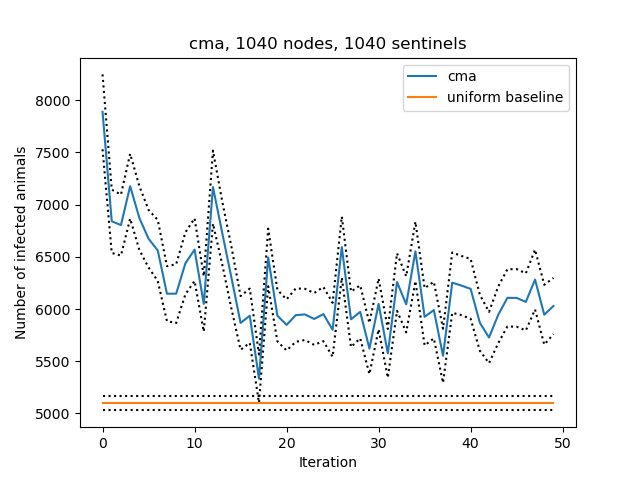 cma, 1040 nodes, 1040 sentinels
cma
uniform baseline
Number of infected animals
8000
7500
7000
6500
6000
5500
5000
0 10 20 30 40 50
Iteration